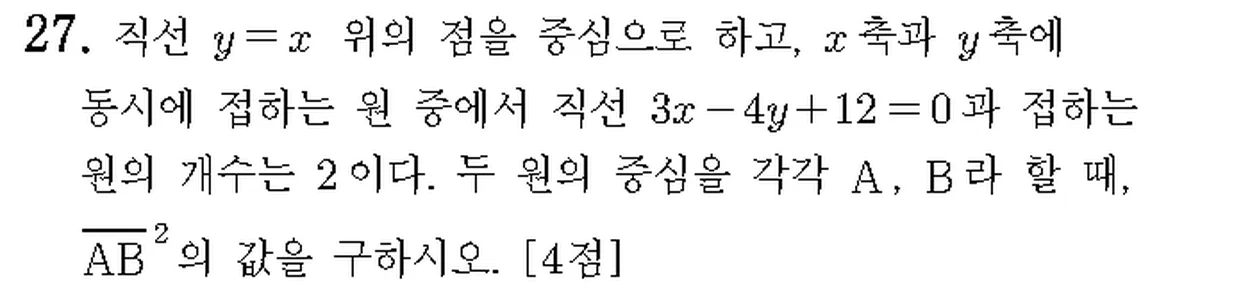 27. 직선 y=x 위의 점을 중심으로 하고, x축과 y축에
동시에 접하는 원 중에서 직선 3x-4y+12=0과 접하는
원의 개수는 2이다. 두 원의 중심을 각각 A, B라 할 때,
$\overline{AB}^2$의 값을 구하시오. [4점]